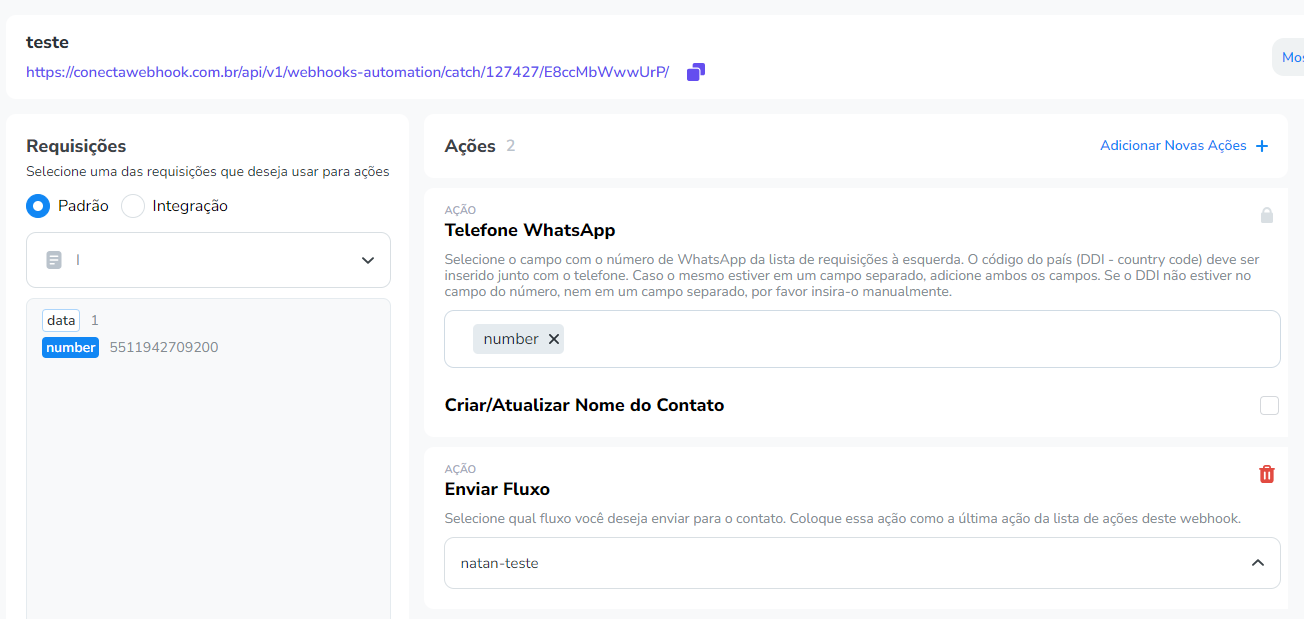 teste
https://conectawebhook.com.br/api/v1/webhooks-automation/catch/127427/E8ccMbWwwUrP/
Mos
Requisições
Selecione uma das requisições que deseja usar para ações
Padrão Integração
l
data 1
number 5511942709200
Ações 2
Adicionar Novas Ações +
AÇÃO
Telefone WhatsApp
Selecione o campo com o número de WhatsApp da lista de requisições à esquerda. O código do país (DDI - country code) deve ser
inserido junto com o telefone. Caso o mesmo estiver em um campo separado, adicione ambos os campos. Se o DDI não estiver no
campo do número, nem em um campo separado, por favor insira-o manualmente.
number
Criar/Atualizar Nome do Contato
AÇÃO
Enviar Fluxo
Selecione qual fluxo você deseja enviar para o contato. Coloque essa ação como a última ação da lista de ações deste webhook.
natan-teste